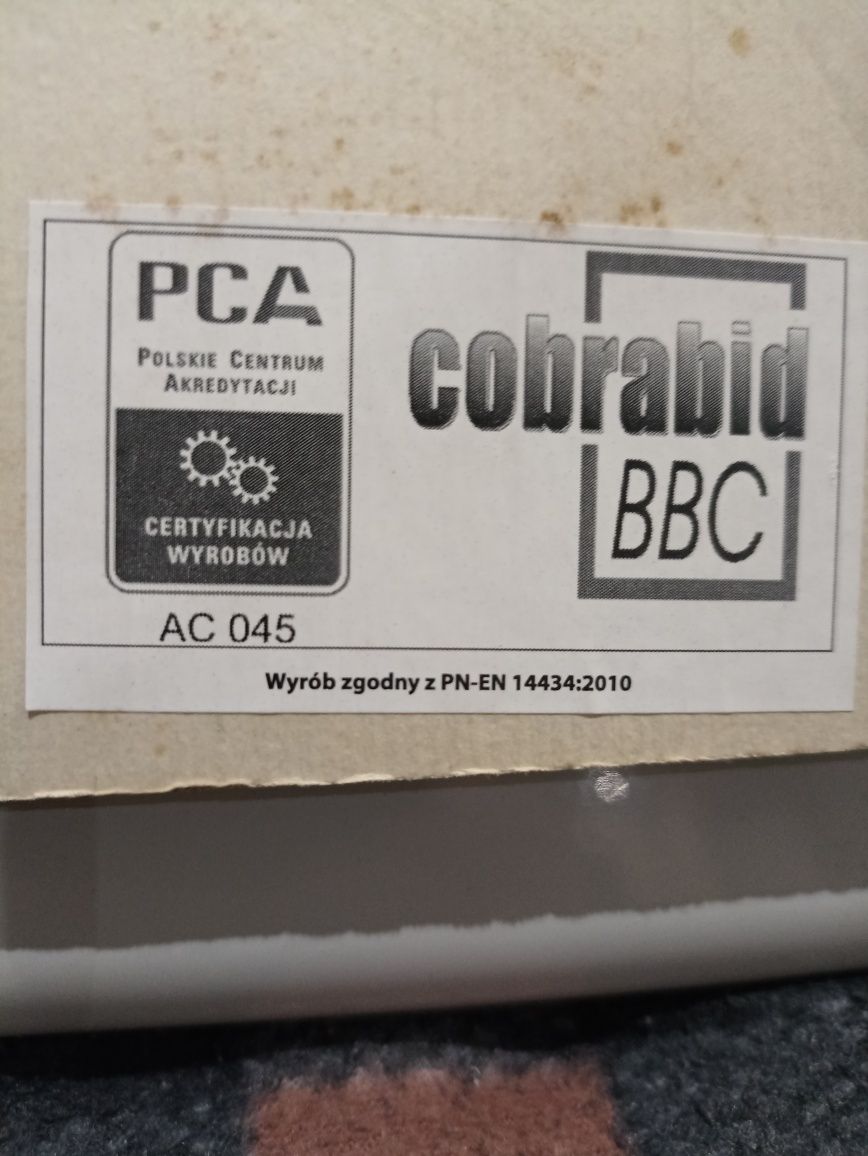 PCA
POLSKIE CENTRUM
AKREDYTACJI
CERTYFIKACJA
WYROBÓW
AC 045
cobrabid
BBC
Wyrób zgodny z PN-EN 14434:2010